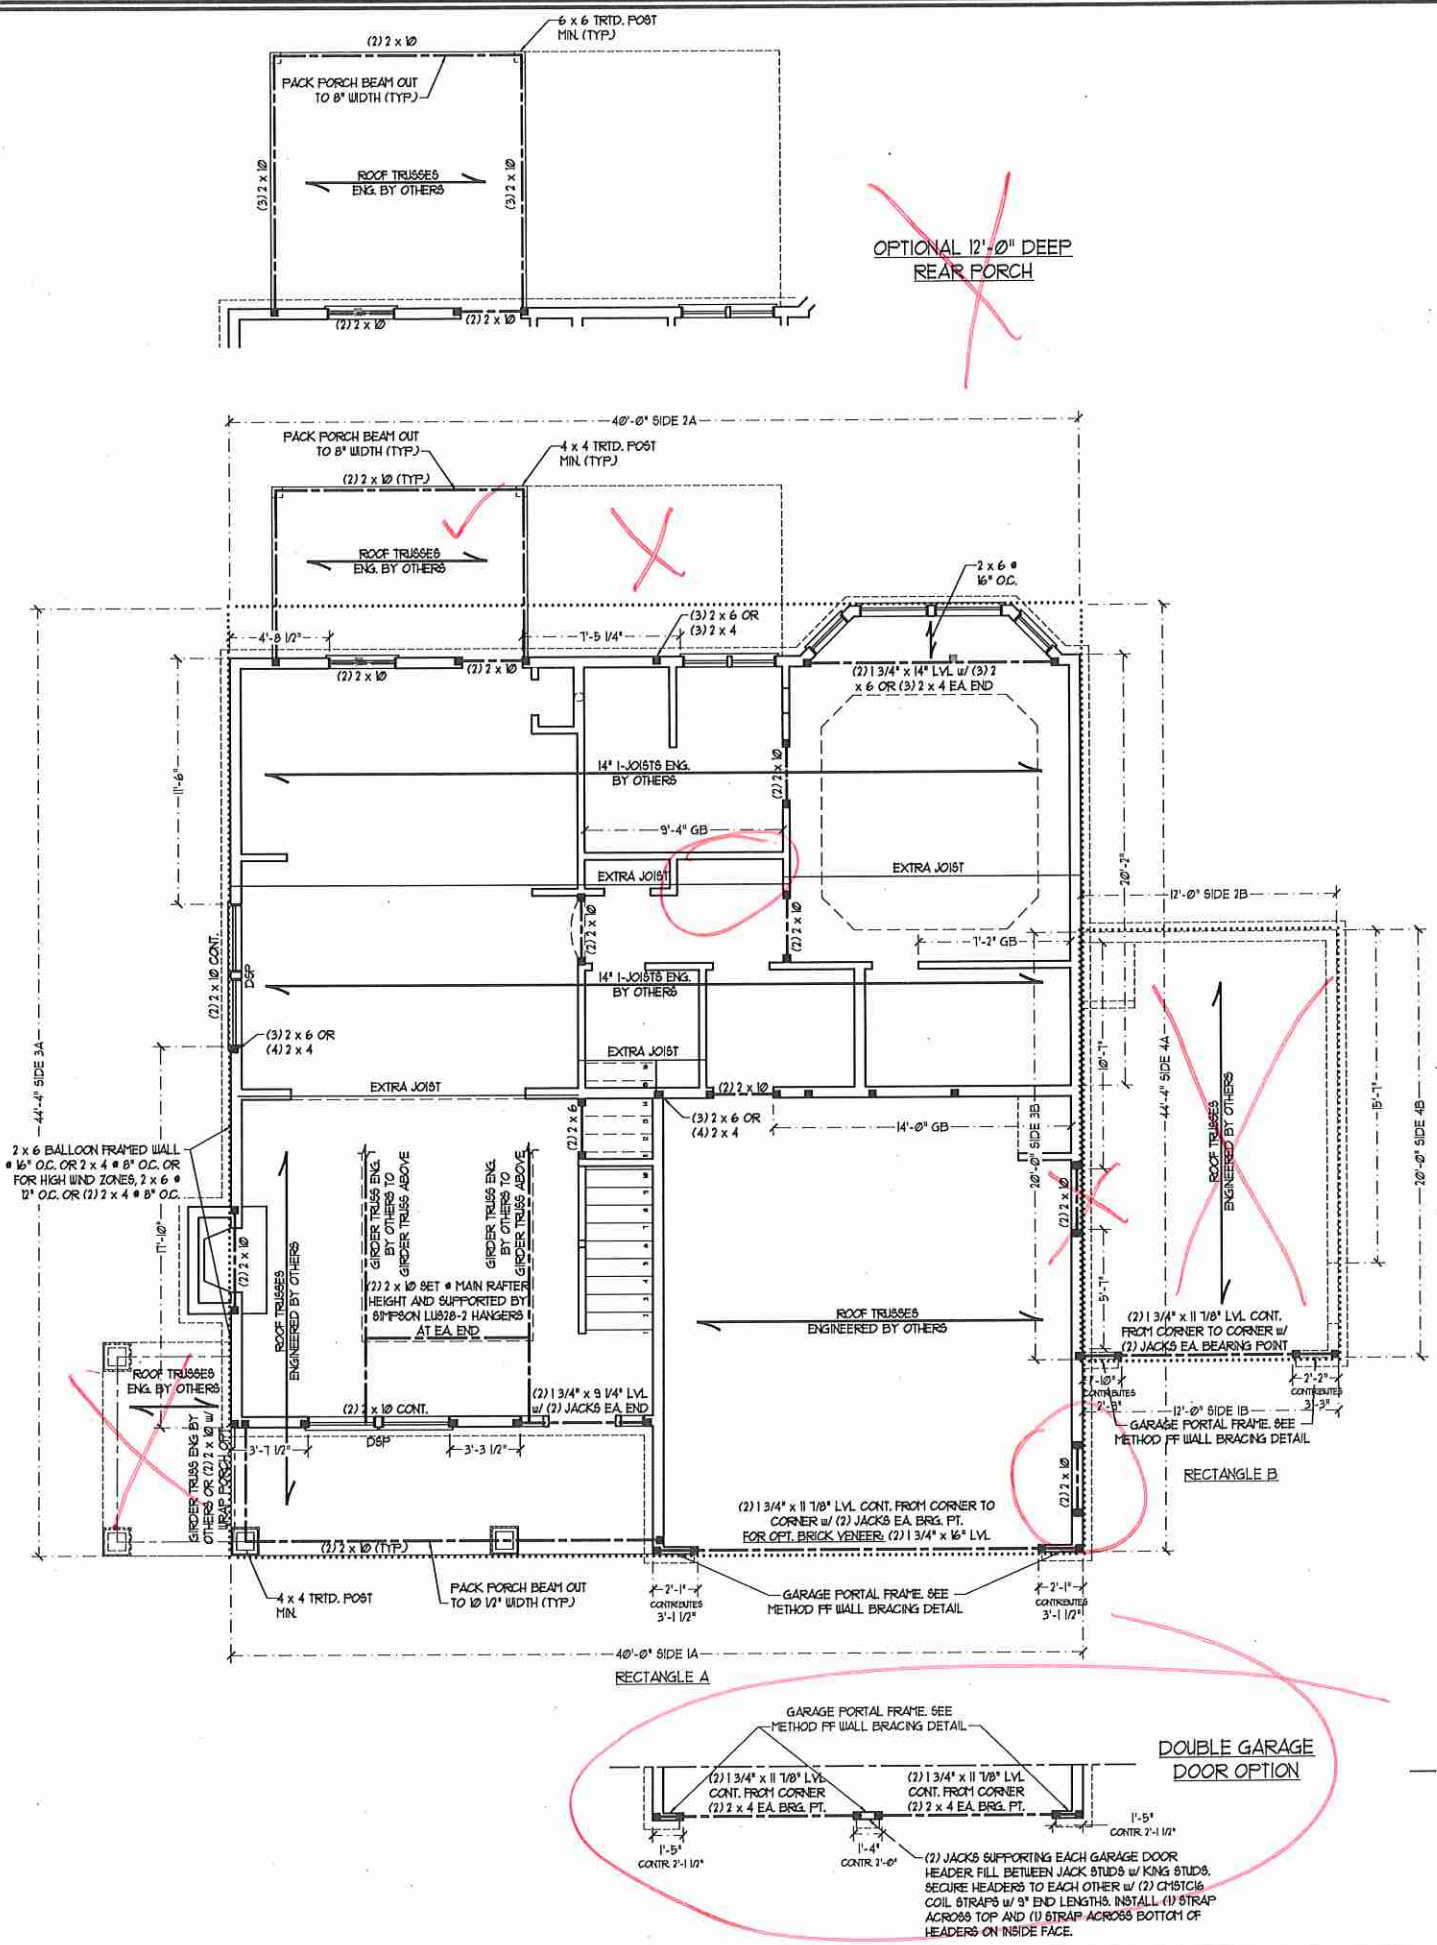 6 x 6 TRTD. POST
MIN. (TYP.)
(2) 2 x 10
PACK PORCH BEAM OUT
TO 8" WIDTH (TYP.)
(3) 2 x 10
(3) 2 x 10
ROOF TRUSSES
ENG. BY OTHERS
(2) 2 x 10
(2) 2 x 10
OPTIONAL 12'-0" DEEP
REAR PORCH
40'-0" SIDE 2A
PACK PORCH BEAM OUT
TO 8" WIDTH (TYP.)
4 x 4 TRTD. POST
MIN. (TYP.)
(2) 2 x 10 (TYP.)
ROOF TRUSSES
ENG. BY OTHERS
2 x 6 @
16" O.C.
(3) 2 x 6 OR
(3) 2 x 4
4'-8 1/2"
7'-5 1/4"
(2) 2 x 10
(2) 2 x 10
(2) 1 3/4" x 14" LVL w/ (3) 2
x 6 OR (3) 2 x 4 EA. END
11'-6"
14" I-JOISTS ENG.
BY OTHERS
(2) 2 x 10
9'-4" GB
EXTRA JOIST
EXTRA JOIST
20'-2"
12'-0" SIDE 2B
(2) 2 x 10
(2) 2 x 10
7'-2" GB
(2) 2 x 10 CONT.
DSP
14" I-JOISTS ENG.
BY OTHERS
(3) 2 x 6 OR
(4) 2 x 4
44'-4" SIDE 3A
EXTRA JOIST
EXTRA JOIST
(2) 2 x 10
10'-7"
44'-4" SIDE 4A
15'-7"
20'-0" SIDE 4B
ROOF TRUSSES
ENGINEERED BY OTHERS
(3) 2 x 6 OR
(4) 2 x 4
(2) 2 x 6
14'-0" GB
20'-0" SIDE 3B
2 x 6 BALLOON FRAMED WALL
@ 16" O.C. OR 2 x 4 @ 8" O.C. OR
FOR HIGH WIND ZONES, 2 x 6 @
12" O.C. OR (2) 2 x 4 @ 8" O.C.
17'-10"
(2) 2 x 10
ROOF TRUSSES
ENGINEERED BY OTHERS
GIRDER TRUSS ENG.
BY OTHERS TO
GIRDER TRUSS ABOVE
GIRDER TRUSS ENG.
BY OTHERS TO
GIRDER TRUSS ABOVE
(2) 2 x 10 SET @ MAIN RAFTER
HEIGHT AND SUPPORTED BY
SIMPSON LUS28-2 HANGERS
AT EA. END
(2) 2 x 10
5'-7"
ROOF TRUSSES
ENGINEERED BY OTHERS
(2) 1 3/4" x 11 7/8" LVL CONT.
FROM CORNER TO CORNER w/
(2) JACKS EA. BEARING POINT
ROOF TRUSSES
ENG. BY OTHERS
1'-10"
CONTRIBUTES
2'-3"
2'-2"
CONTRIBUTES
3'-3"
12'-0" SIDE 1B
GARAGE PORTAL FRAME. SEE
METHOD PF WALL BRACING DETAIL
RECTANGLE B
(2) 2 x 10 CONT.
(2) 1 3/4" x 9 1/4" LVL
w/ (2) JACKS EA. END
3'-7 1/2"
DSP
3'-3 1/2"
GIRDER TRUSS ENG BY
OTHERS OR (2) 2 x 10 w/
WRAP PORCH OPT.
(2) 2 x 10
(2) 1 3/4" x 11 7/8" LVL CONT. FROM CORNER TO
CORNER w/ (2) JACKS EA. BRG. PT.
FOR OPT. BRICK VENEER: (2) 1 3/4" x 16" LVL
(2) 2 x 10 (TYP.)
4 x 4 TRTD. POST
MIN.
PACK PORCH BEAM OUT
TO 10 1/2" WIDTH (TYP.)
2'-1"
CONTRIBUTES
3'-1 1/2"
GARAGE PORTAL FRAME. SEE
METHOD PF WALL BRACING DETAIL
2'-1"
CONTRIBUTES
3'-1 1/2"
40'-0" SIDE 1A
RECTANGLE A
GARAGE PORTAL FRAME. SEE
METHOD PF WALL BRACING DETAIL
DOUBLE GARAGE
DOOR OPTION
(2) 1 3/4" x 11 7/8" LVL
CONT. FROM CORNER
(2) 2 x 4 EA. BRG. PT.
(2) 1 3/4" x 11 7/8" LVL
CONT. FROM CORNER
(2) 2 x 4 EA. BRG. PT.
1'-5"
CONTR. 2'-1 1/2"
1'-4"
CONTR. 2'-0"
1'-5"
CONTR. 2'-1 1/2"
(2) JACKS SUPPORTING EACH GARAGE DOOR
HEADER. FILL BETWEEN JACK STUDS w/ KING STUDS.
SECURE HEADERS TO EACH OTHER w/ (2) CMSTC16
COIL STRAPS w/ 9" END LENGTHS. INSTALL (1) STRAP
ACROSS TOP AND (1) STRAP ACROSS BOTTOM OF
HEADERS ON INSIDE FACE.